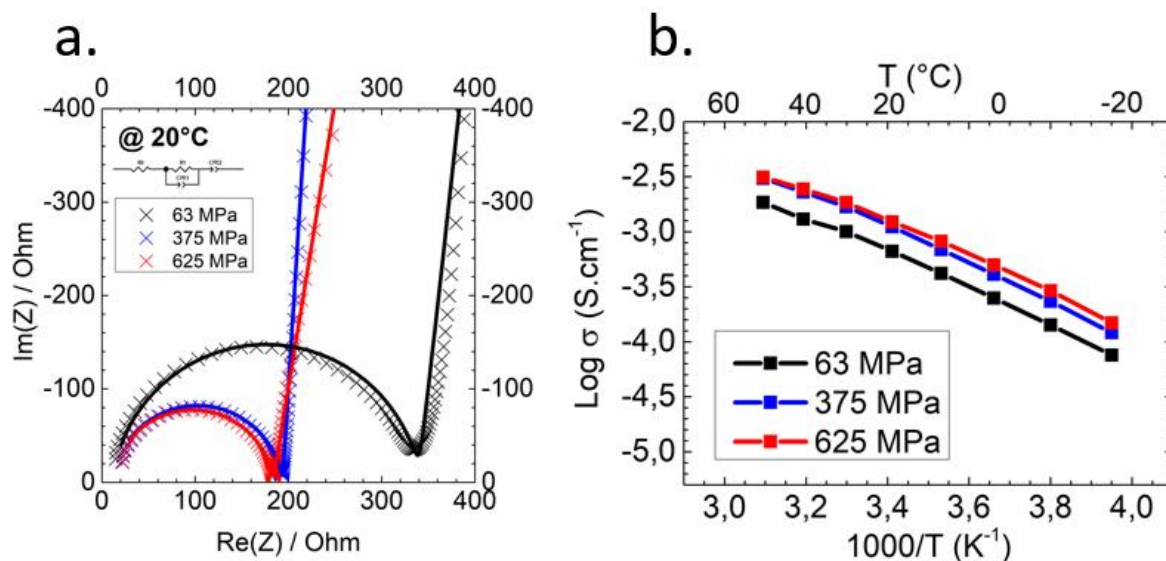 a.
0 100 200 300 400
-400
-300
-200
-100
0
-400
-300
-200
-100
0
@ 20°C
63 MPa
375 MPa
625 MPa
0 100 200 300 400
Im(Z) / Ohm
Re(Z) / Ohm
b.
T (°C)
60 40 20 0 -20
-2,0
-2,5
-3,0
-3,5
-4,0
-4,5
-5,0
Log σ (S.cm⁻¹)
63 MPa
375 MPa
625 MPa
3,0 3,2 3,4 3,6 3,8 4,0
1000/T (K⁻¹)